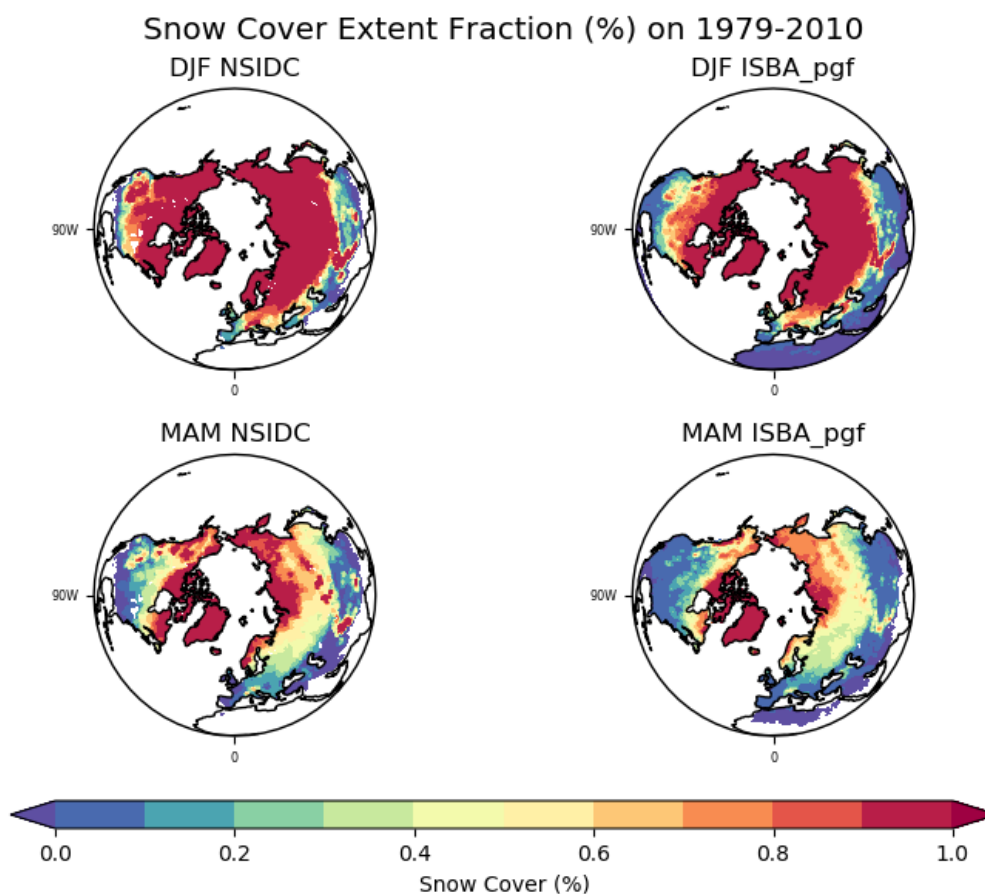 Snow Cover Extent Fraction (%) on 1979-2010
DJF NSIDC
DJF ISBA_pgf
90W
90W
0
0
MAM NSIDC
MAM ISBA_pgf
90W
90W
0
0
0.0 0.2 0.4 0.6 0.8 1.0
Snow Cover (%)